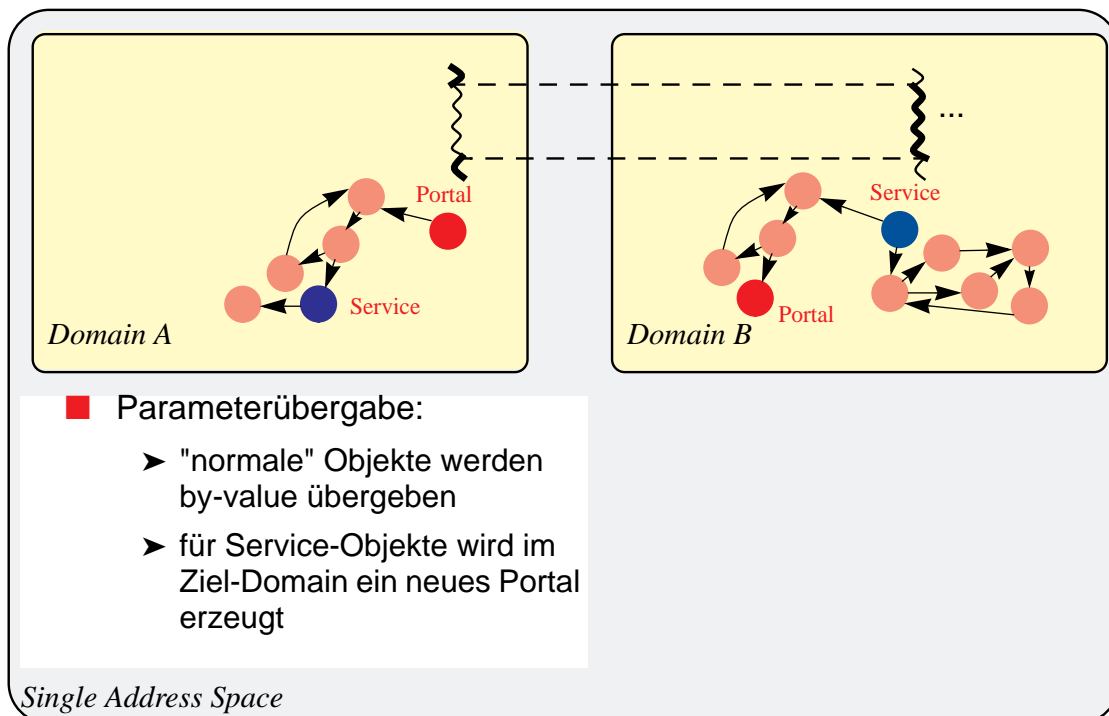 ...
Portal
Service
Domain A
Service
Portal
Domain B
■ Parameterübergabe:
➤ "normale" Objekte werden
by-value übergeben
➤ für Service-Objekte wird im
Ziel-Domain ein neues Portal
erzeugt
Single Address Space